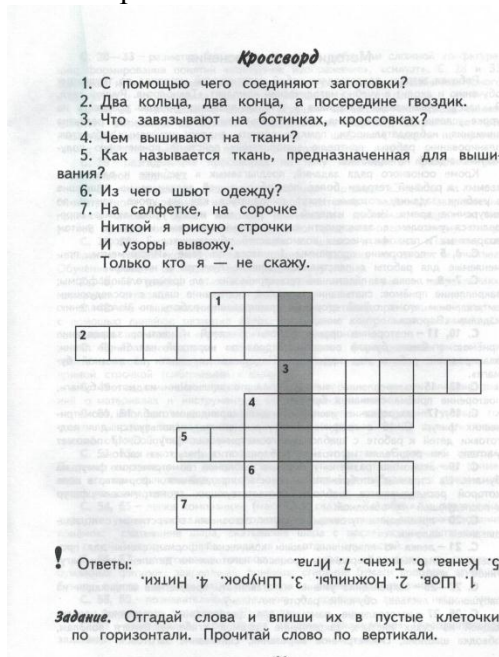 Кроссворд
1. С помощью чего соединяют заготовки?
2. Два кольца, два конца, а посередине гвоздик.
3. Что завязывают на ботинках, кроссовках?
4. Чем вышивают на ткани?
5. Как называется ткань, предназначенная для выши-
вания?
6. Из чего шьют одежду?
7. На салфетке, на сорочке
Ниткой я рисую строчки
И узоры вывожу.
Только кто я — не скажу.
1
2
3
4
5
6
7
! Ответы:
1. Шов. 2. Ножницы. 3. Шнурок. 4. Нитки.
5. Канва. 6. Ткань. 7. Игла.
Задание. Отгадай слова и впиши их в пустые клеточки
по горизонтали. Прочитай слово по вертикали.